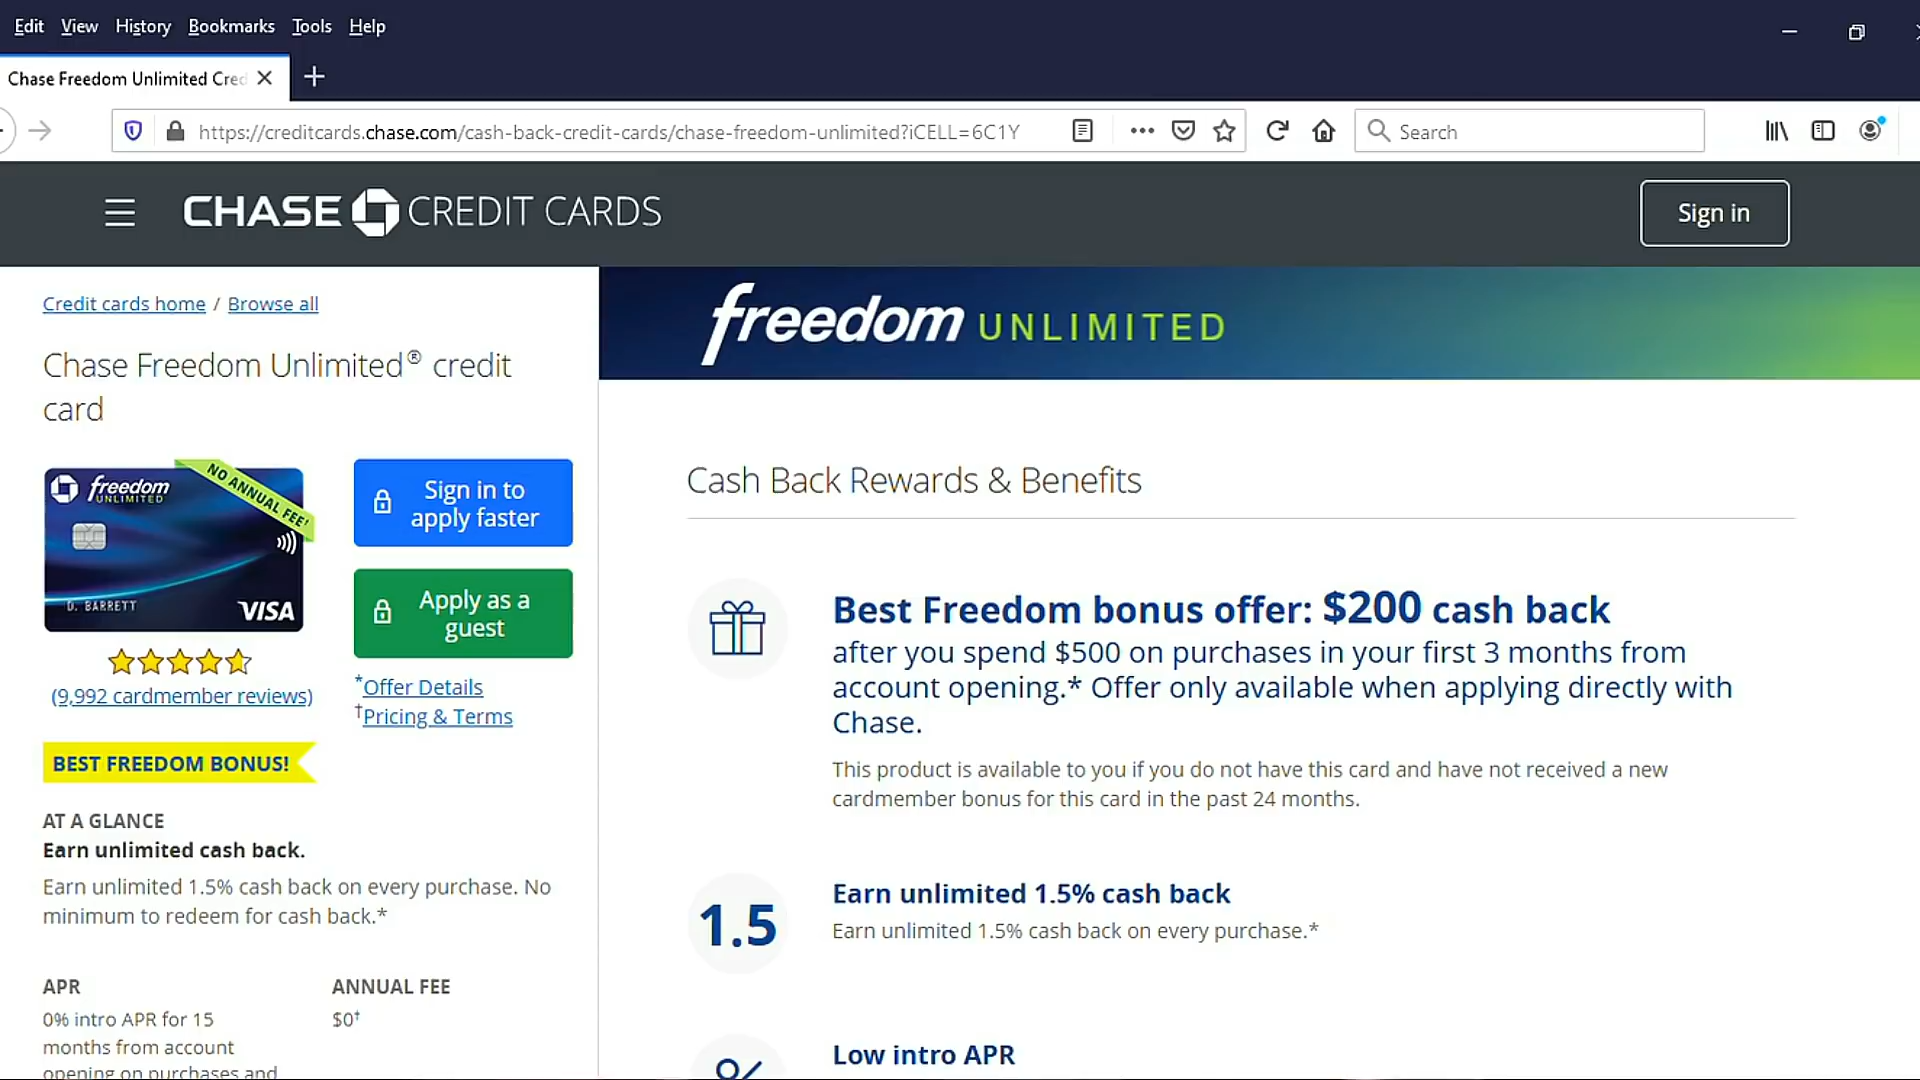 Edit View History Bookmarks Tools Help
Chase Freedom Unlimited Cred
https://creditcards.chase.com/cash-back-credit-cards/chase-freedom-unlimited?iCELL=6C1Y
Search
CHASE CREDIT CARDS
Sign in
Credit cards home / Browse all
Chase Freedom Unlimited® credit
card
freedom
UNLIMITED
NO ANNUAL FEE†
D. BARRETT
VISA
Sign in to
apply faster
Apply as a
guest
(9,992 cardmember reviews)
*Offer Details
†Pricing & Terms
BEST FREEDOM BONUS!
AT A GLANCE
Earn unlimited cash back.
Earn unlimited 1.5% cash back on every purchase. No
minimum to redeem for cash back.*
APR
0% intro APR for 15
months from account
opening on purchases and
ANNUAL FEE
$0†
freedom UNLIMITED
Cash Back Rewards & Benefits
Best Freedom bonus offer: $200 cash back
after you spend $500 on purchases in your first 3 months from
account opening.* Offer only available when applying directly with
Chase.
This product is available to you if you do not have this card and have not received a new
cardmember bonus for this card in the past 24 months.
1.5
Earn unlimited 1.5% cash back
Earn unlimited 1.5% cash back on every purchase.*
%
Low intro APR